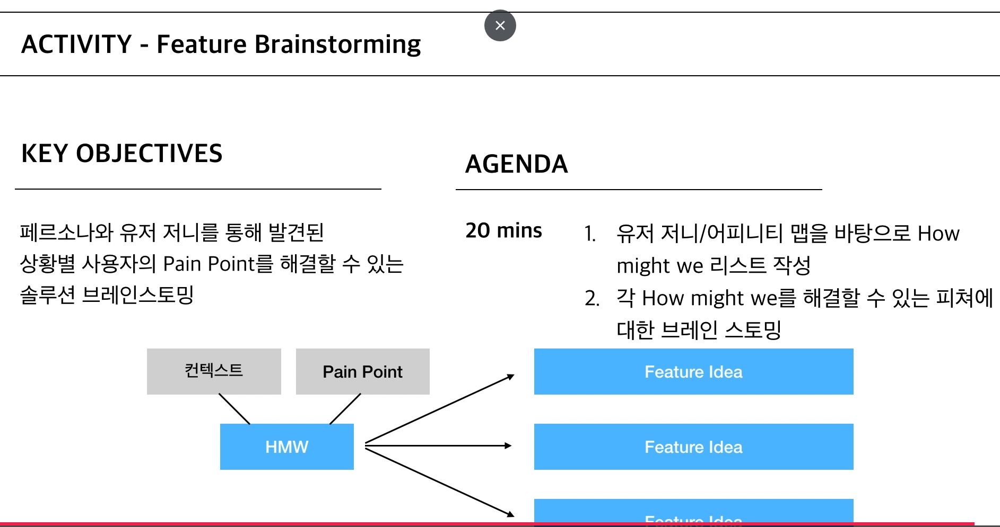 ACTIVITY - Feature Brainstorming
KEY OBJECTIVES
페르소나와 유저 저니를 통해 발견된
상황별 사용자의 Pain Point를 해결할 수 있는
솔루션 브레인스토밍
AGENDA
20 mins
1. 유저 저니/어피니티 맵을 바탕으로 How
might we 리스트 작성
2. 각 How might we를 해결할 수 있는 피쳐에
대한 브레인 스토밍
컨텍스트
Pain Point
HMW
Feature Idea
Feature Idea
Feature Idea